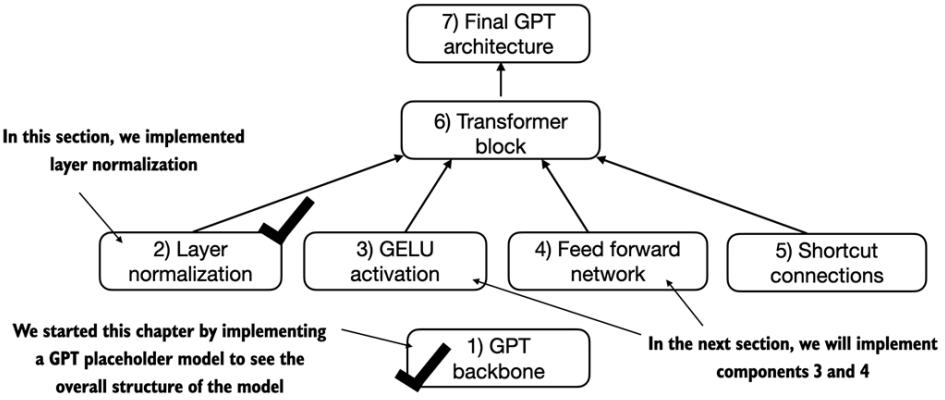 7) Final GPT
architecture
6) Transformer
block
In this section, we implemented
layer normalization
2) Layer
normalization
3) GELU
activation
4) Feed forward
network
5) Shortcut
connections
We started this chapter by implementing
a GPT placeholder model to see the
overall structure of the model
1) GPT
backbone
In the next section, we will implement
components 3 and 4